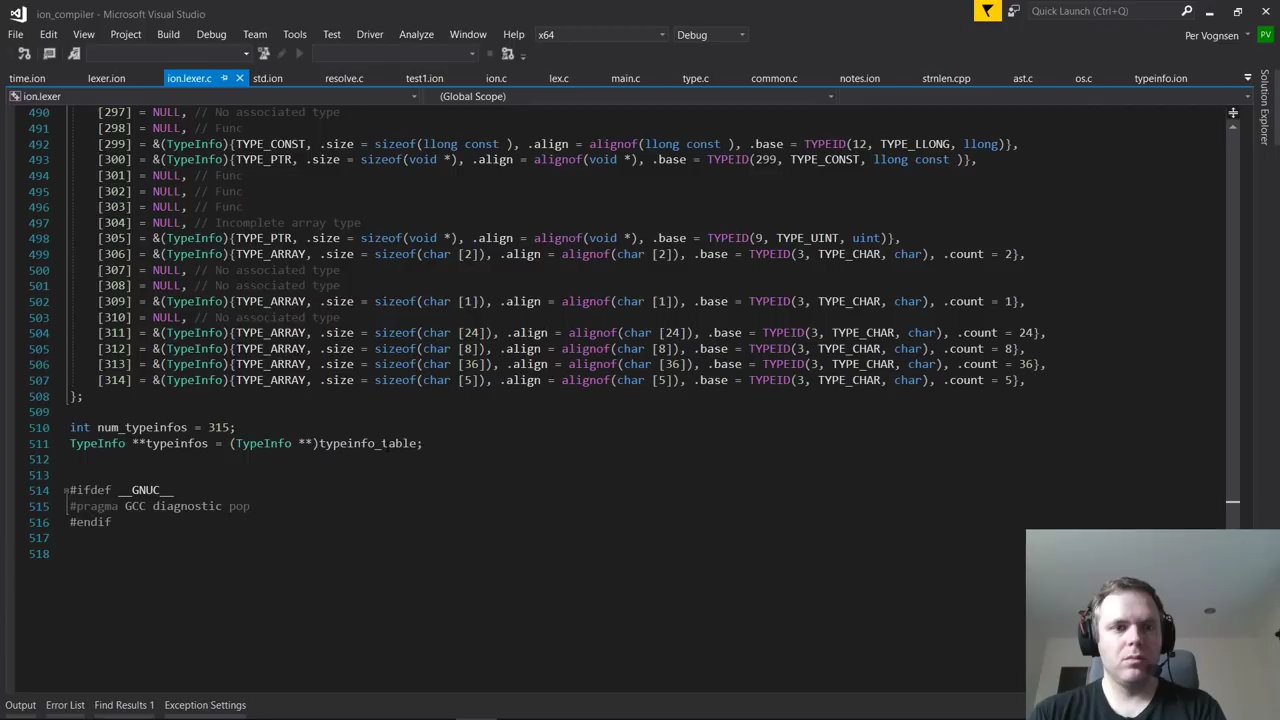 ion_compiler - Microsoft Visual Studio
Quick Launch (Ctrl+Q)
File Edit View Project Build Debug Team Tools Test Driver Analyze Window Help x64 Debug
Per Vognsen PV
time.ion lexer.ion ion.lexer.c std.ion resolve.c test1.ion ion.c lex.c main.c type.c common.c notes.ion strnlen.cpp ast.c os.c typeinfo.ion
ion.lexer (Global Scope)
Solution Explorer
490 [297] = NULL, // No associated type
491 [298] = NULL, // Func
492 [299] = &(TypeInfo){TYPE_CONST, .size = sizeof(llong const ), .align = alignof(llong const ), .base = TYPEID(12, TYPE_LLONG, llong)},
493 [300] = &(TypeInfo){TYPE_PTR, .size = sizeof(void *), .align = alignof(void *), .base = TYPEID(299, TYPE_CONST, llong const )},
494 [301] = NULL, // Func
495 [302] = NULL, // Func
496 [303] = NULL, // Func
497 [304] = NULL, // Incomplete array type
498 [305] = &(TypeInfo){TYPE_PTR, .size = sizeof(void *), .align = alignof(void *), .base = TYPEID(9, TYPE_UINT, uint)},
499 [306] = &(TypeInfo){TYPE_ARRAY, .size = sizeof(char [2]), .align = alignof(char [2]), .base = TYPEID(3, TYPE_CHAR, char), .count = 2},
500 [307] = NULL, // No associated type
501 [308] = NULL, // No associated type
502 [309] = &(TypeInfo){TYPE_ARRAY, .size = sizeof(char [1]), .align = alignof(char [1]), .base = TYPEID(3, TYPE_CHAR, char), .count = 1},
503 [310] = NULL, // No associated type
504 [311] = &(TypeInfo){TYPE_ARRAY, .size = sizeof(char [24]), .align = alignof(char [24]), .base = TYPEID(3, TYPE_CHAR, char), .count = 24},
505 [312] = &(TypeInfo){TYPE_ARRAY, .size = sizeof(char [8]), .align = alignof(char [8]), .base = TYPEID(3, TYPE_CHAR, char), .count = 8},
506 [313] = &(TypeInfo){TYPE_ARRAY, .size = sizeof(char [36]), .align = alignof(char [36]), .base = TYPEID(3, TYPE_CHAR, char), .count = 36},
507 [314] = &(TypeInfo){TYPE_ARRAY, .size = sizeof(char [5]), .align = alignof(char [5]), .base = TYPEID(3, TYPE_CHAR, char), .count = 5},
508 };
509
510 int num_typeinfos = 315;
511 TypeInfo **typeinfos = (TypeInfo **)typeinfo_table;
512
513
514 #ifdef __GNUC__
515 #pragma GCC diagnostic pop
516 #endif
517
518
Output Error List Find Results 1 Exception Settings